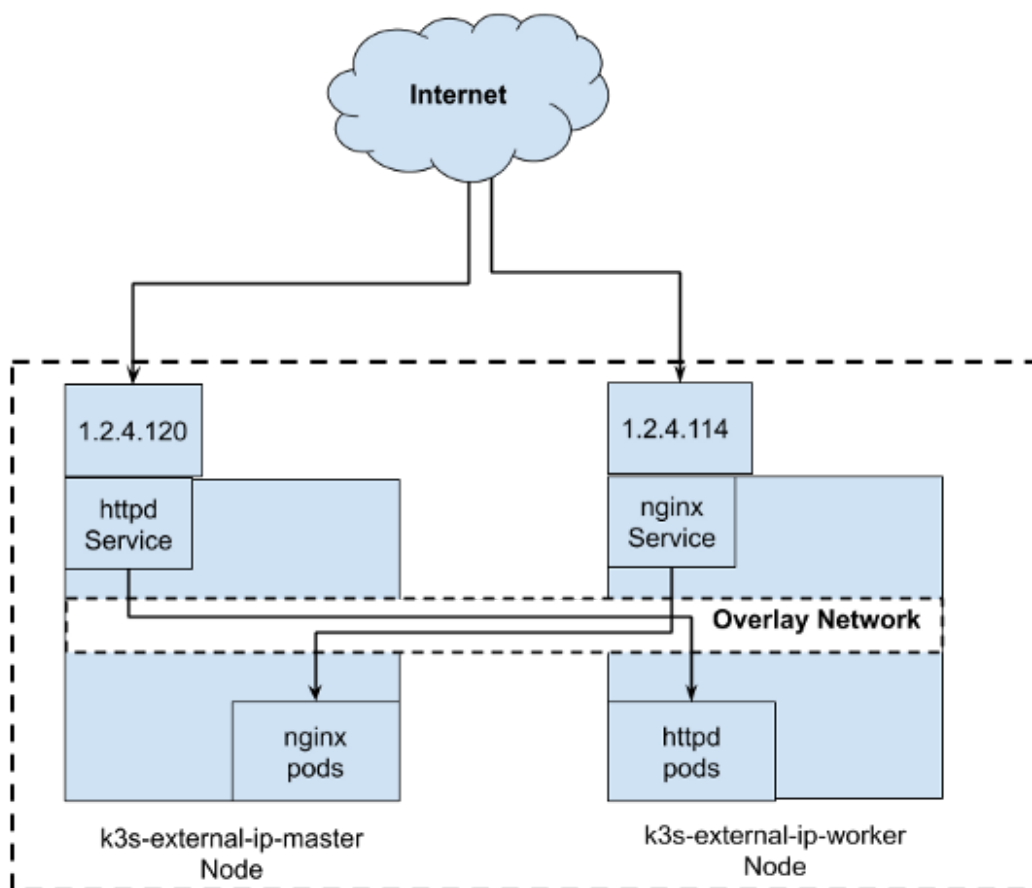 Internet
1.2.4.120
1.2.4.114
httpd
Service
nginx
Service
Overlay Network
nginx
pods
httpd
pods
k3s-external-ip-master
Node
k3s-external-ip-worker
Node